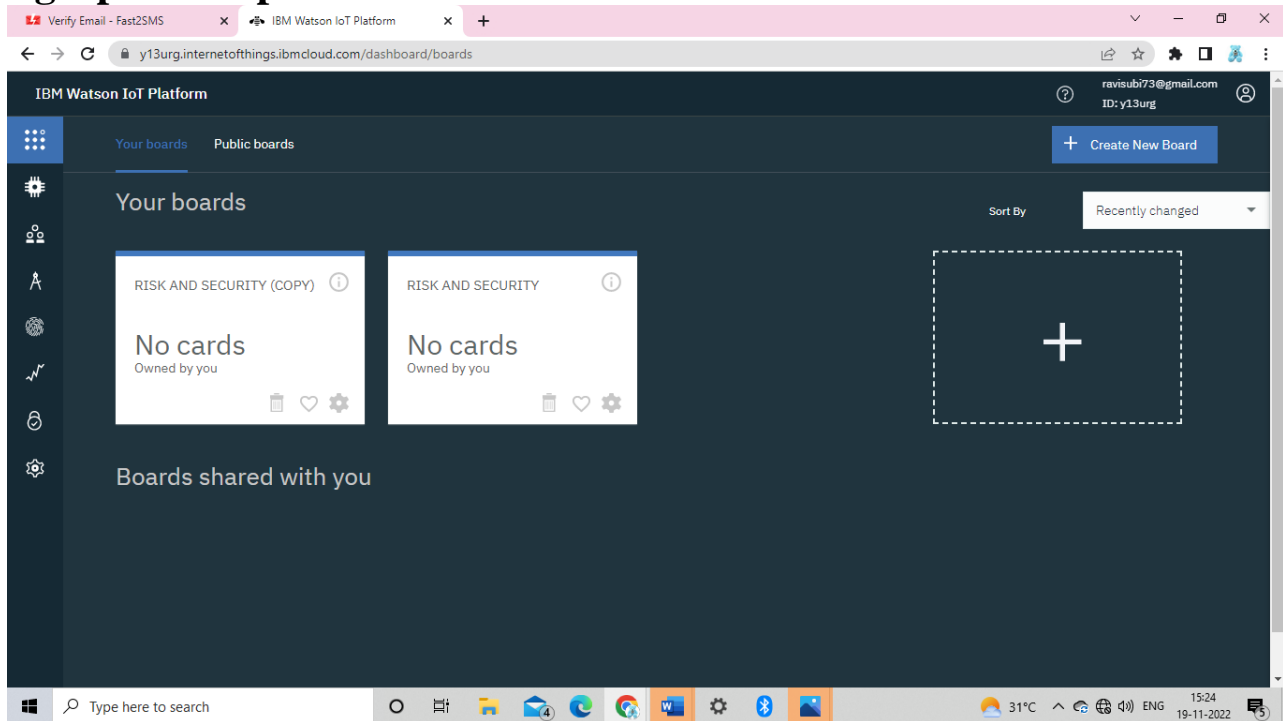 Verify Email - Fast2SMS
IBM Watson IoT Platform
y13urg.internetofthings.ibmcloud.com/dashboard/boards
IBM Watson IoT Platform
ravisubi73@gmail.com
ID: y13urg
Your boards Public boards
+ Create New Board
Your boards
Sort By Recently changed
RISK AND SECURITY (COPY)
No cards
Owned by you
RISK AND SECURITY
No cards
Owned by you
Boards shared with you
Type here to search
4
31°C
ENG
15:24
19-11-2022
5